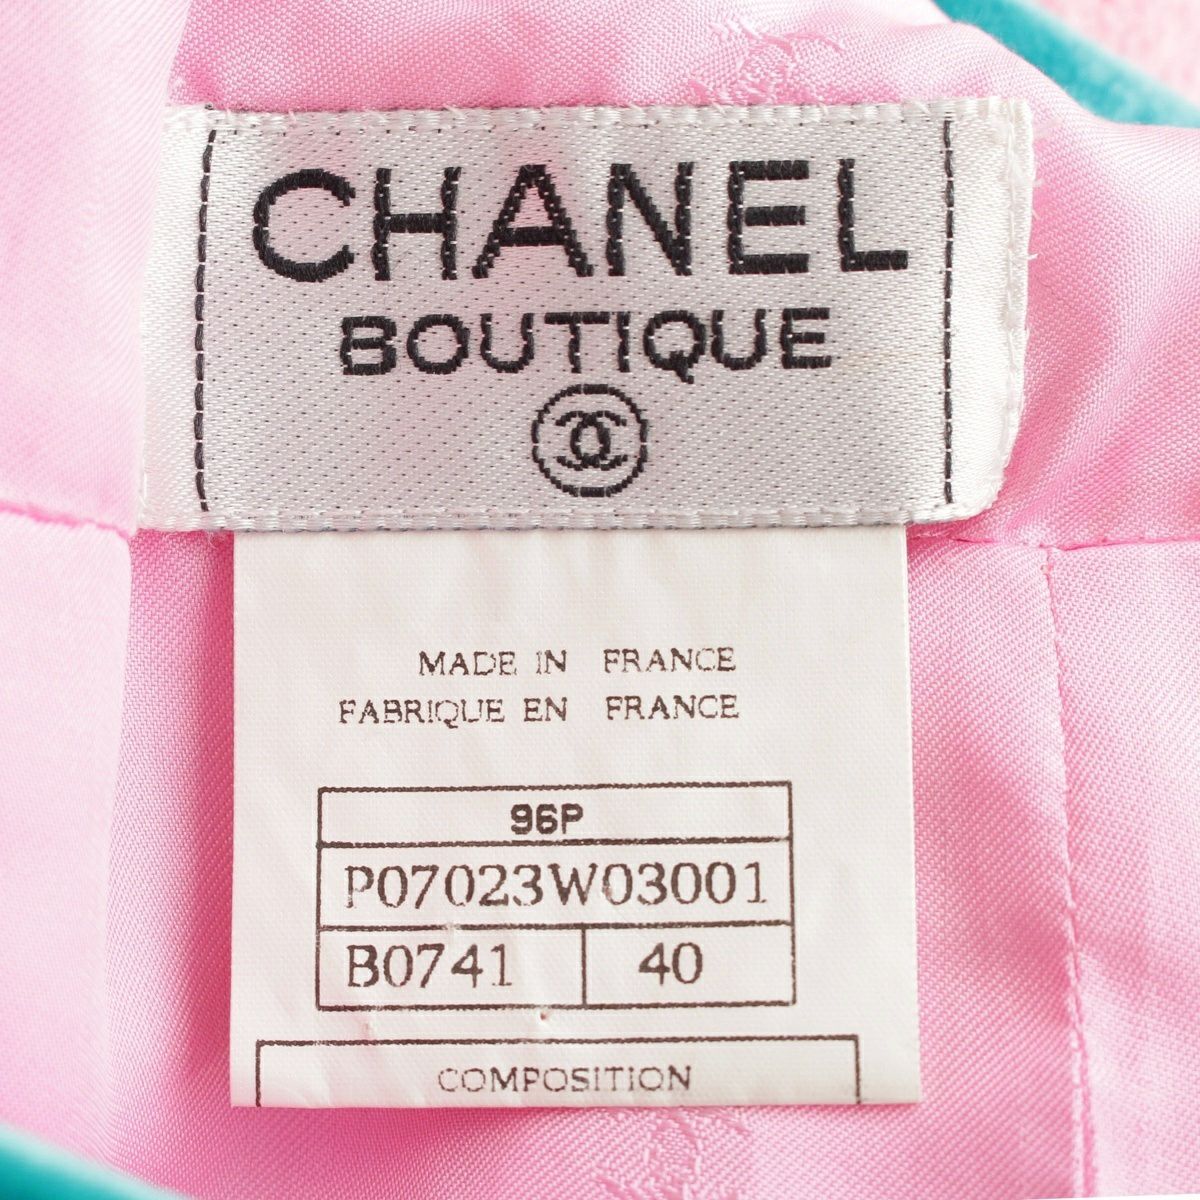 CHANEL
BOUTIQUE
MADE IN FRANCE
FABRIQUE EN FRANCE
96P
P07023W03001
B0741 40
COMPOSITION